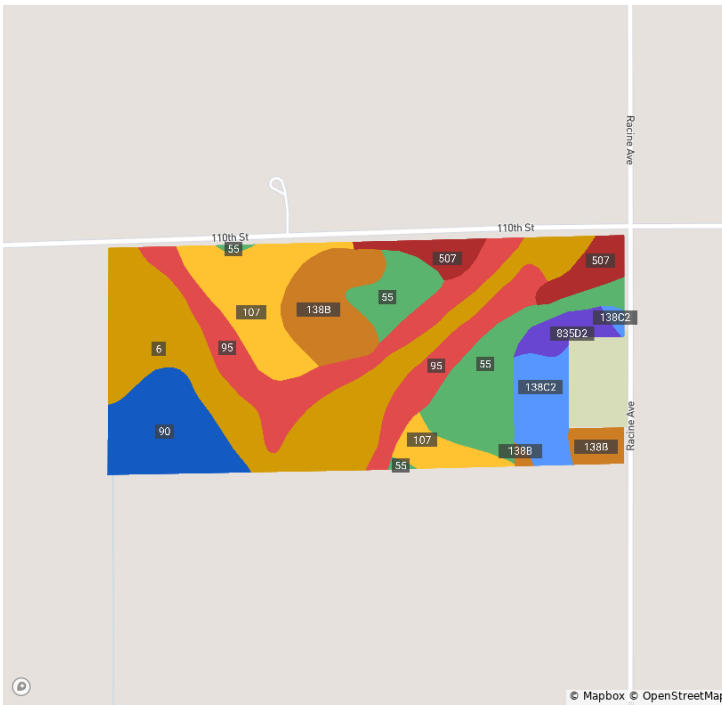 Racine Ave
110th St
110th St
55
507
507
107
138B
55
138C2
835D2
6
95
95
55
138C2
90
107
138B
138B
55
Racine Ave
© Mapbox © OpenStreetMap